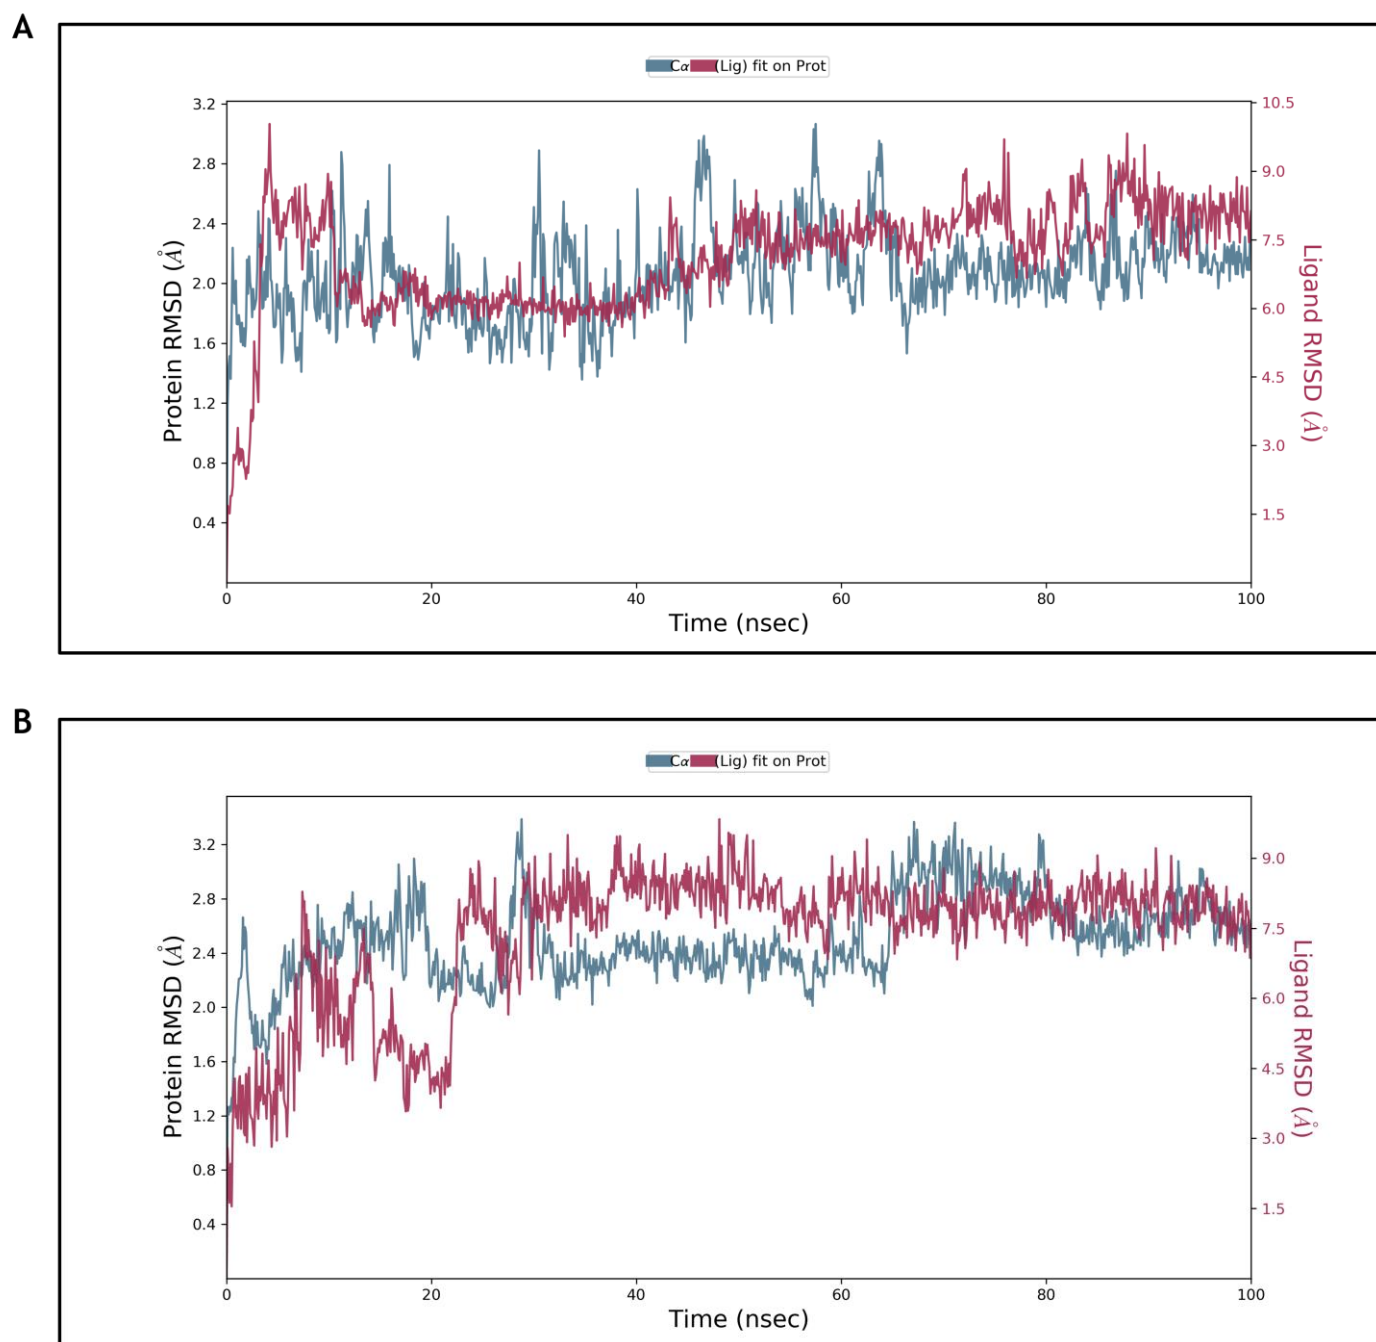 A
Cα (Lig) fit on Prot
3.2
2.8
2.4
2.0
1.6
1.2
0.8
0.4
Protein RMSD (Å)
10.5
9.0
7.5
6.0
4.5
3.0
1.5
Ligand RMSD (Å)
0 20 40 60 80 100
Time (nsec)
B
Cα (Lig) fit on Prot
3.2
2.8
2.4
2.0
1.6
1.2
0.8
0.4
Protein RMSD (Å)
9.0
7.5
6.0
4.5
3.0
1.5
Ligand RMSD (Å)
0 20 40 60 80 100
Time (nsec)